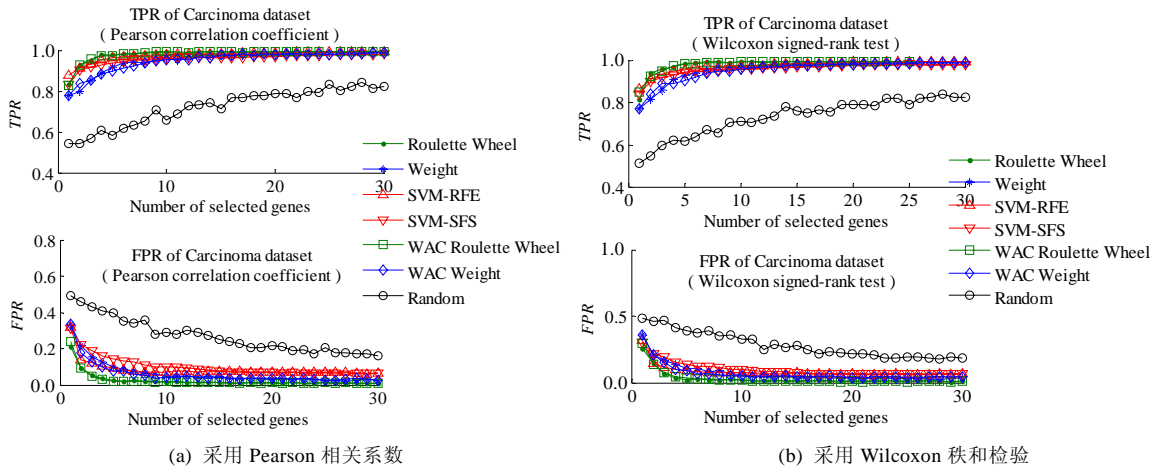 TPR of Carcinoma dataset
( Pearson correlation coefficient )
1.0
0.8
0.6
0.4
TPR
0
10
20
30
Number of selected genes
Roulette Wheel
Weight
SVM-RFE
SVM-SFS
WAC Roulette Wheel
WAC Weight
Random
FPR of Carcinoma dataset
( Pearson correlation coefficient )
0.8
0.6
0.4
0.2
0.0
FPR
0
10
20
30
Number of selected genes
(a) 采用 Pearson 相关系数
TPR of Carcinoma dataset
( Wilcoxon signed-rank test )
1.0
0.8
0.6
0.4
TPR
0
5
10
15
20
25
30
Number of selected genes
Roulette Wheel
Weight
SVM-RFE
SVM-SFS
WAC Roulette Wheel
WAC Weight
Random
FPR of Carcinoma dataset
( Wilcoxon signed-rank test )
1.0
0.5
0.0
FPR
0
10
20
30
Number of selected genes
(b) 采用 Wilcoxon 秩和检验